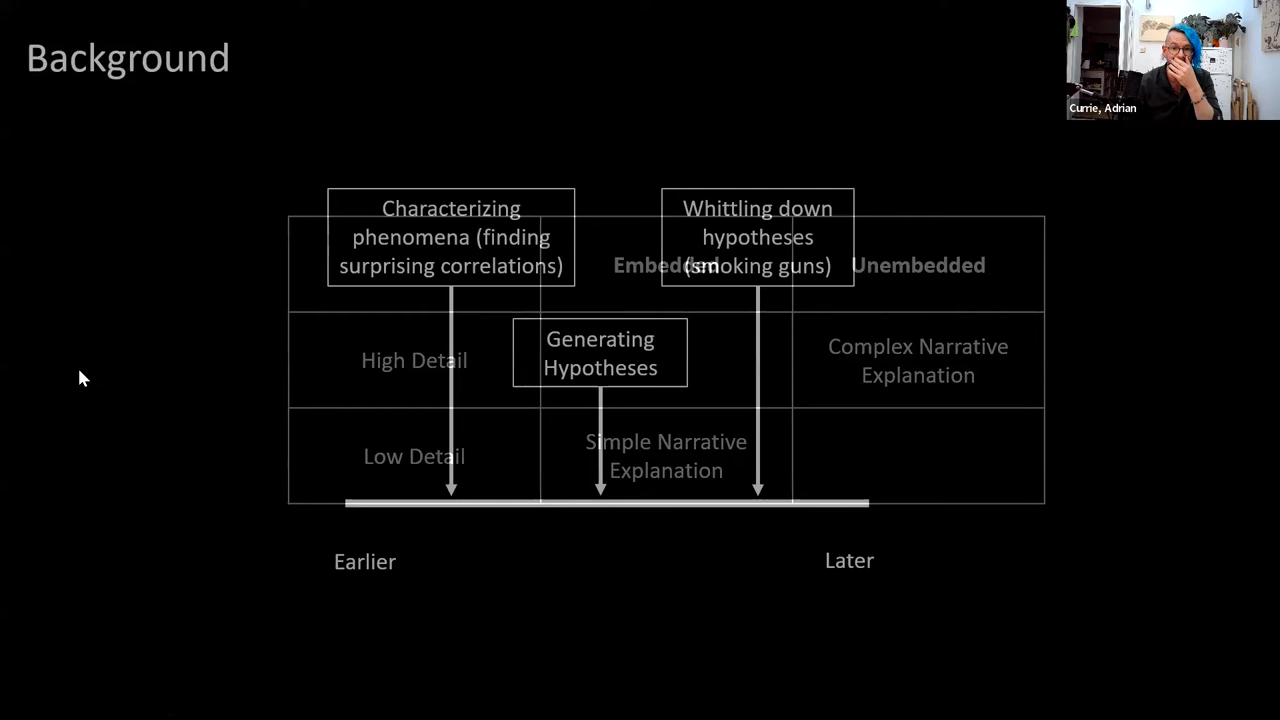 Background
Currie, Adrian
Characterizing
phenomena (finding
surprising correlations)
Whittling down
hypotheses
(smoking guns)
Embedded
Unembedded
Generating
Hypotheses
High Detail
Complex Narrative
Explanation
Low Detail
Simple Narrative
Explanation
Earlier
Later